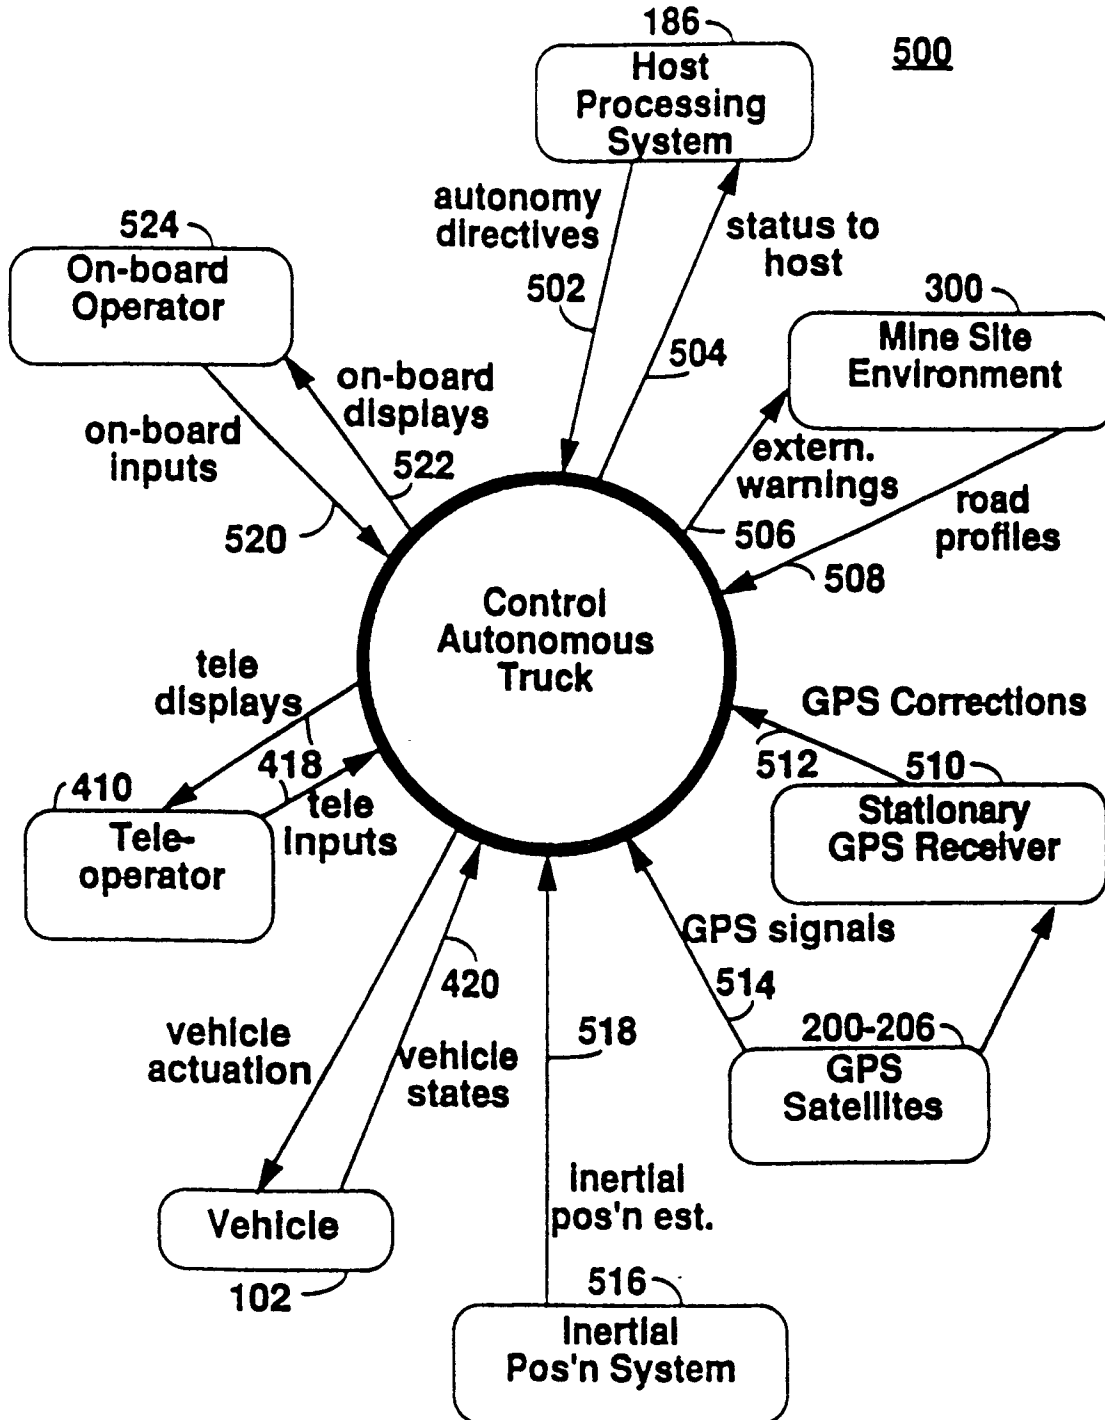 186
500
Host
Processing
System
autonomy
directives
status to
host
502
504
524
On-board
Operator
300
Mine Site
Environment
on-board
displays
on-board
inputs
522
520
extern.
warnings
506
road
profiles
508
Control
Autonomous
Truck
tele
displays
418
tele
inputs
410
Tele-
operator
GPS Corrections
512
510
Stationary
GPS Receiver
GPS signals
514
200-206
GPS
Satellites
420
vehicle
actuation
vehicle
states
518
Vehicle
102
inertial
pos'n est.
516
Inertial
Pos'n System